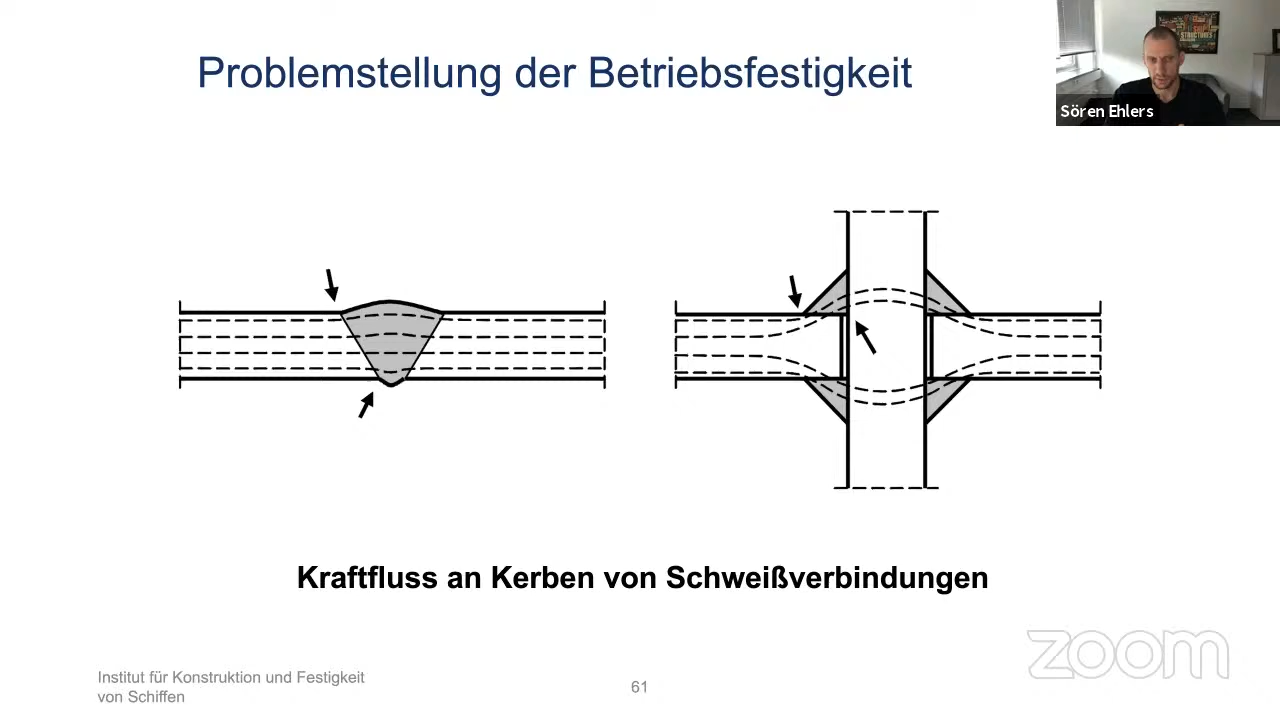 Problemstellung der Betriebsfestigkeit
STRUCTURES
Sören Ehlers
Kraftfluss an Kerben von Schweißverbindungen
zoom
Institut für Konstruktion und Festigkeit
von Schiffen
61